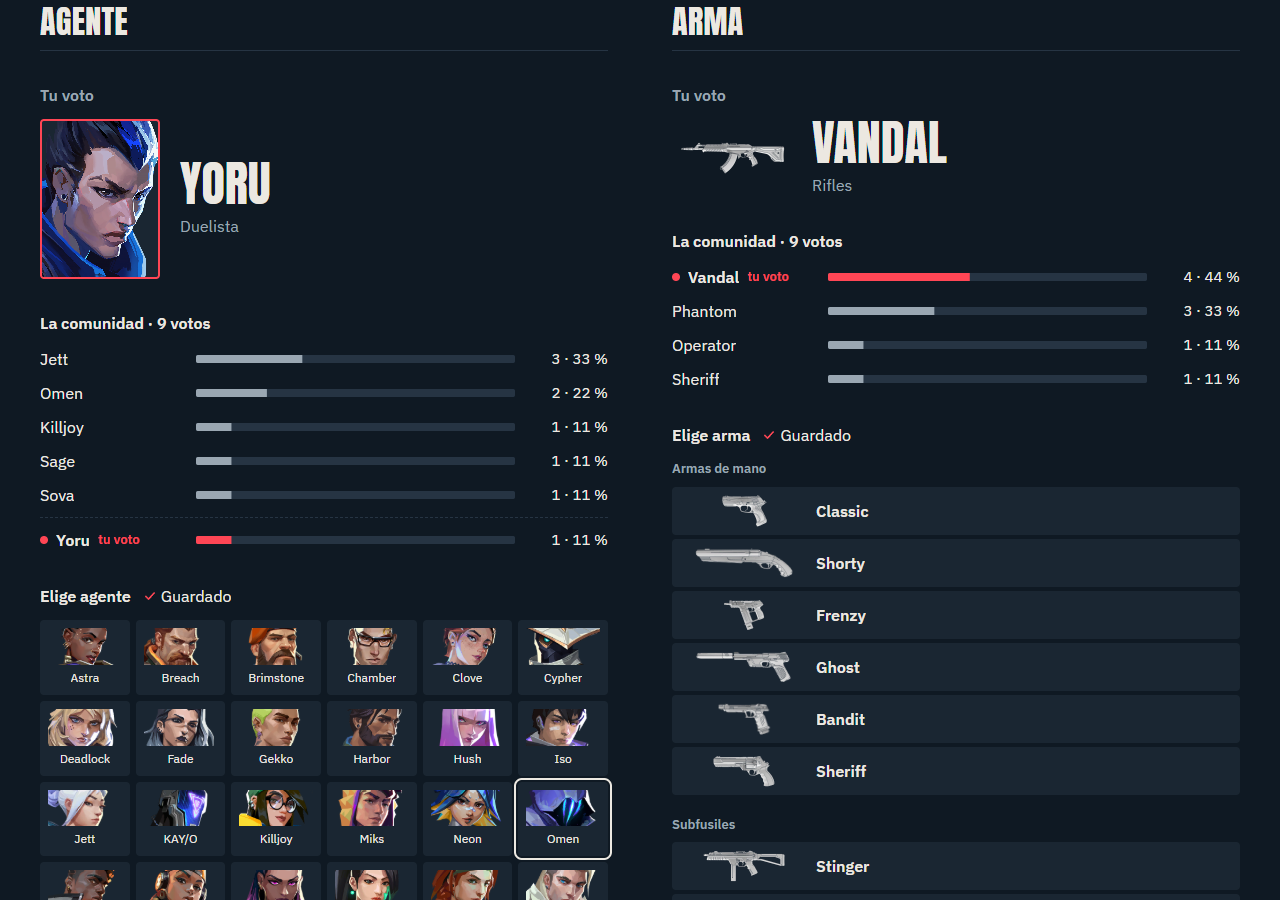 AGENTE
Tu voto
YORU
Duelista
La comunidad · 9 votos
Jett 3 · 33 %
Omen 2 · 22 %
Killjoy 1 · 11 %
Sage 1 · 11 %
Sova 1 · 11 %
Yoru tu voto 1 · 11 %
Elige agente ✓ Guardado
Astra Breach Brimstone Chamber Clove Cypher
Deadlock Fade Gekko Harbor Hush Iso
Jett KAY/O Killjoy Miks Neon Omen
ARMA
Tu voto
VANDAL
Rifles
La comunidad · 9 votos
Vandal tu voto 4 · 44 %
Phantom 3 · 33 %
Operator 1 · 11 %
Sheriff 1 · 11 %
Elige arma ✓ Guardado
Armas de mano
Classic
Shorty
Frenzy
Ghost
Bandit
Sheriff
Subfusiles
Stinger